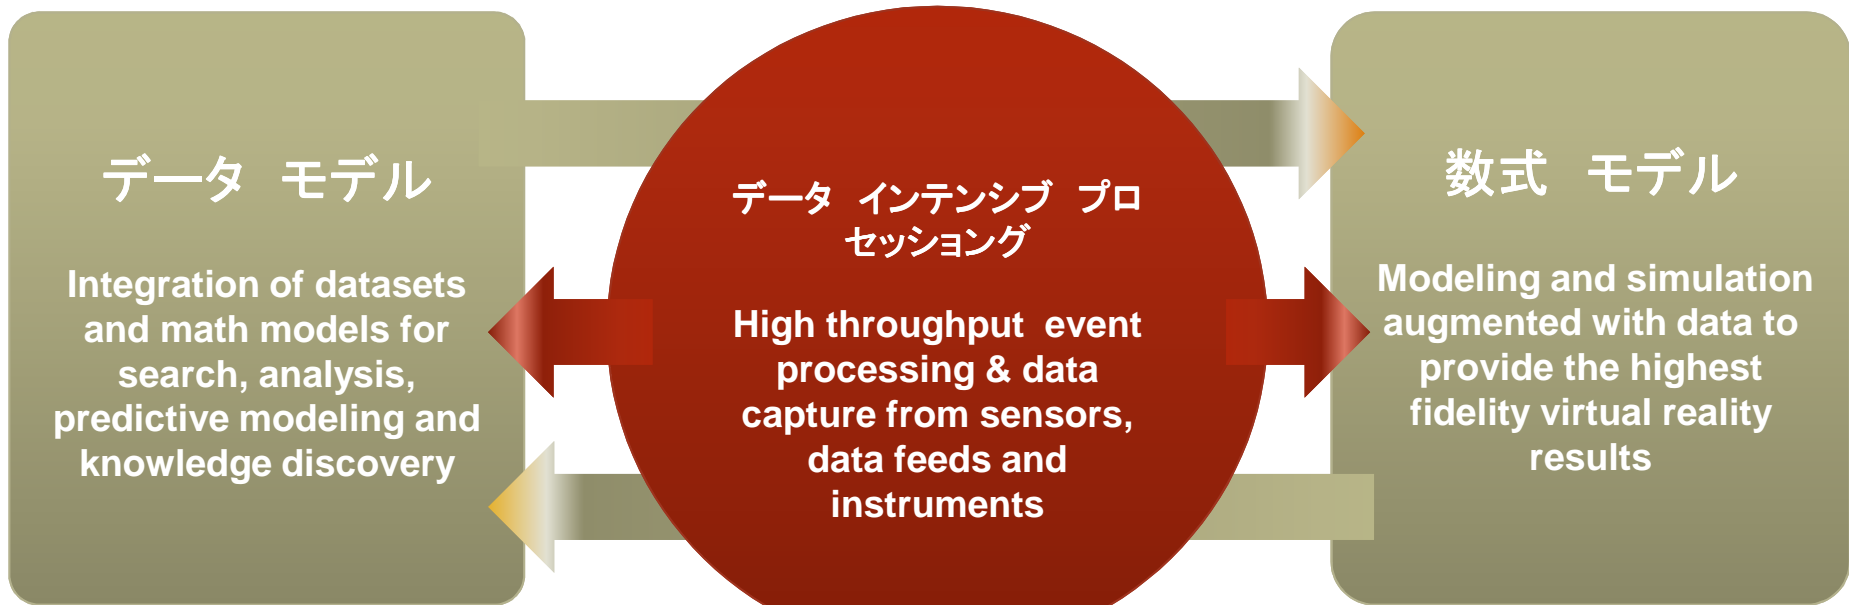 データ　モデル
Integration of datasets
and math models for
search, analysis,
predictive modeling and
knowledge discovery
データ　インテンシブ　プロ
セッショング
High throughput  event
processing & data
capture from sensors,
data feeds and
instruments
数式　モデル
Modeling and simulation
augmented with data to
provide the highest
fidelity virtual reality
results